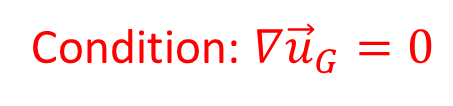 Condition: ∇u⃗_G = 0